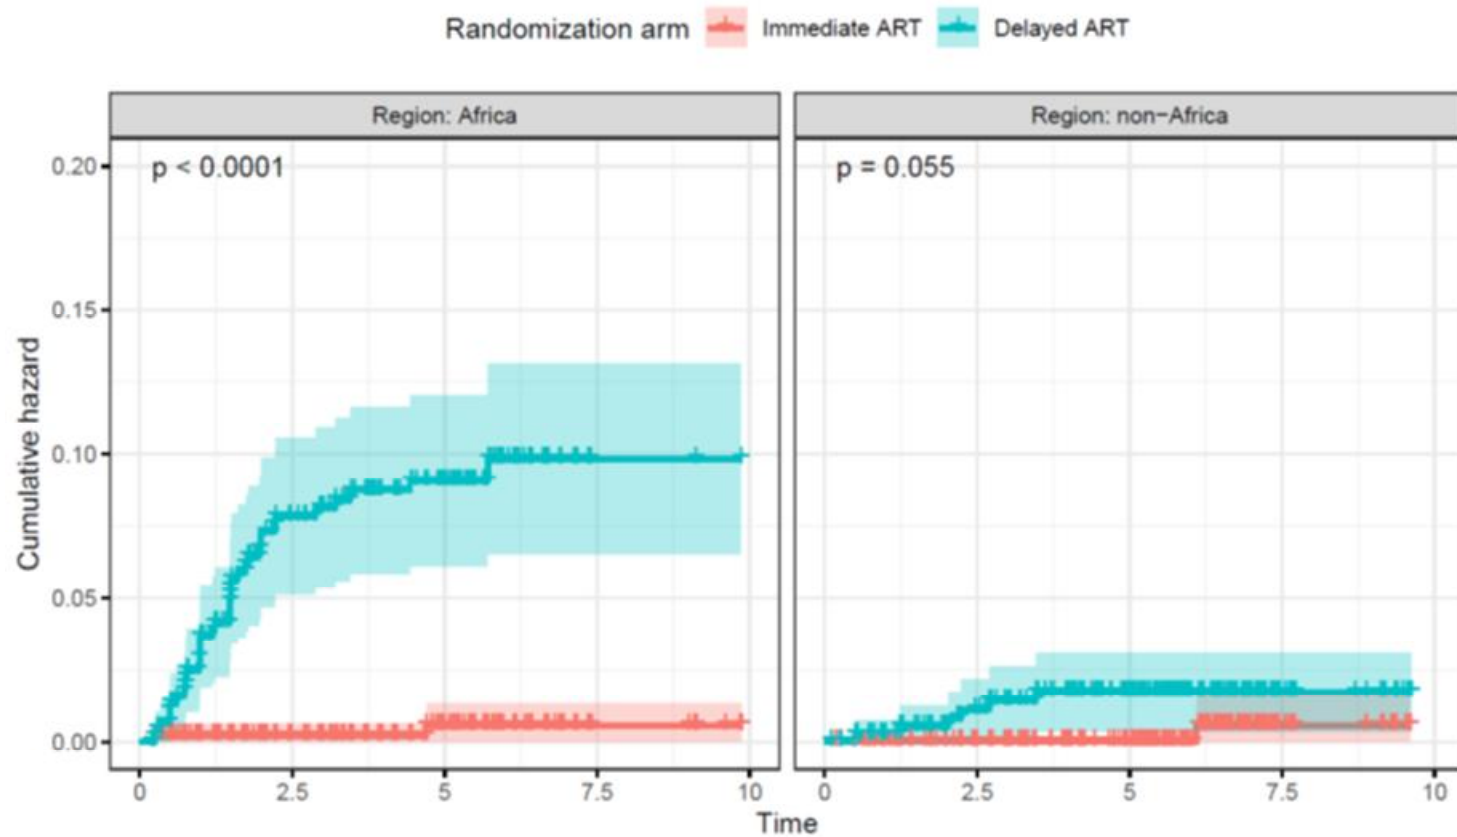 Randomization arm Immediate ART Delayed ART
Region: Africa
Region: non−Africa
p < 0.0001
p = 0.055
0.20
0.15
0.10
0.05
0.00
Cumulative hazard
0 2.5 5 7.5 10
0 2.5 5 7.5 10
Time